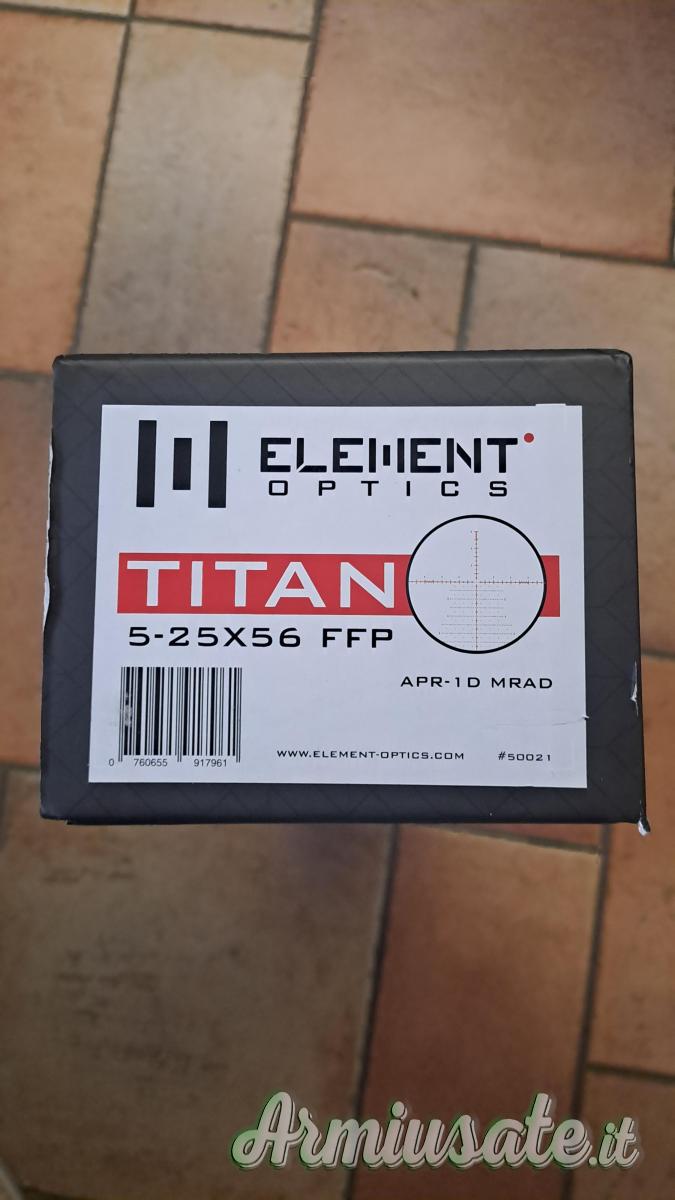 ELEMENT
OPTICS
TITAN
5-25X56 FFP
APR-1D MRAD
0 760655 917961
WWW.ELEMENT-OPTICS.COM #50021
Armiusate.it